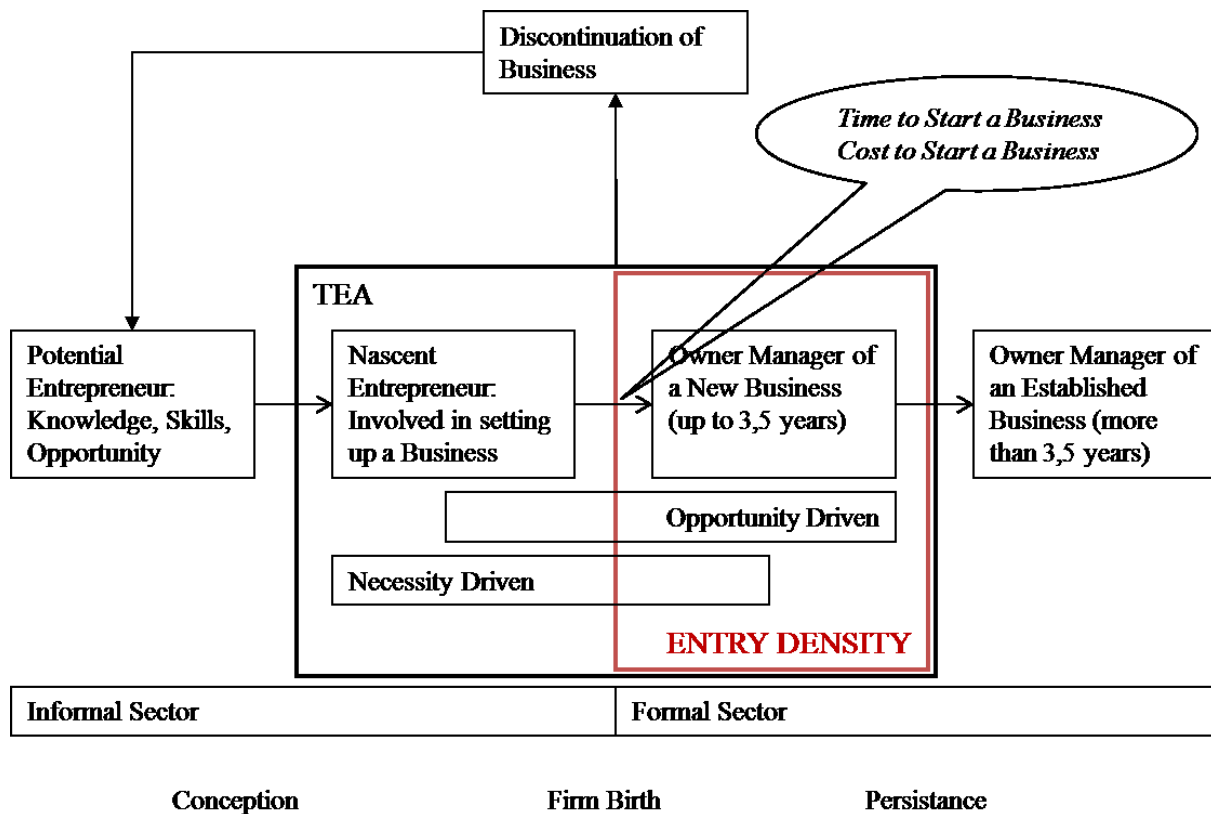 Discontinuation of
Business
Time to Start a Business
Cost to Start a Business
TEA
Potential
Entrepreneur:
Knowledge, Skills,
Opportunity
Nascent
Entrepreneur:
Involved in setting
up a Business
Owner Manager of
a New Business
(up to 3,5 years)
Owner Manager of
an Established
Business (more
than 3,5 years)
Opportunity Driven
Necessity Driven
ENTRY DENSITY
Informal Sector
Formal Sector
Conception
Firm Birth
Persistance